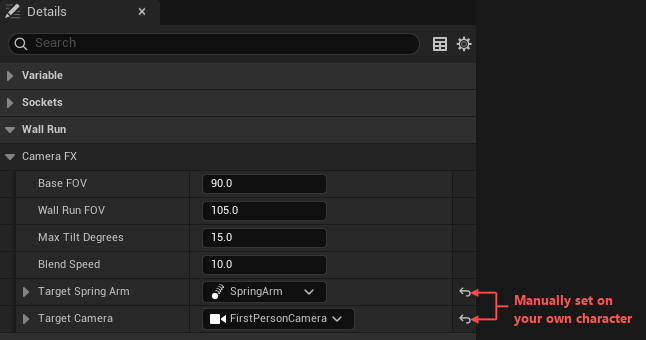 Details
Search
Variable
Sockets
Wall Run
Camera FX
Base FOV 90.0
Wall Run FOV 105.0
Max Tilt Degrees 15.0
Blend Speed 10.0
Target Spring Arm SpringArm
Target Camera FirstPersonCamera
Manually set on
your own character